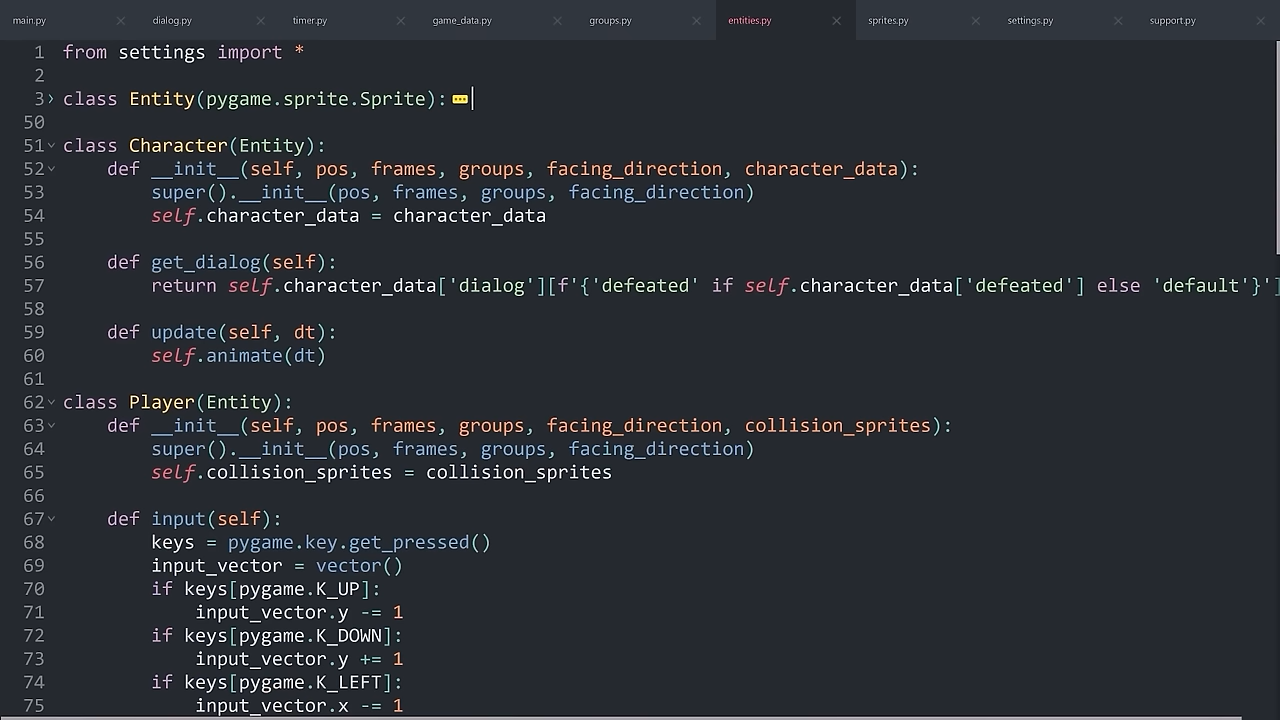 main.py dialog.py timer.py game_data.py groups.py entities.py sprites.py settings.py support.py
1 from settings import *
2
3 class Entity(pygame.sprite.Sprite):
50
51 class Character(Entity):
52     def __init__(self, pos, frames, groups, facing_direction, character_data):
53         super().__init__(pos, frames, groups, facing_direction)
54         self.character_data = character_data
55
56     def get_dialog(self):
57         return self.character_data['dialog'][f'{'defeated' if self.character_data['defeated'] else 'default'}']
58
59     def update(self, dt):
60         self.animate(dt)
61
62 class Player(Entity):
63     def __init__(self, pos, frames, groups, facing_direction, collision_sprites):
64         super().__init__(pos, frames, groups, facing_direction)
65         self.collision_sprites = collision_sprites
66
67     def input(self):
68         keys = pygame.key.get_pressed()
69         input_vector = vector()
70         if keys[pygame.K_UP]:
71             input_vector.y -= 1
72         if keys[pygame.K_DOWN]:
73             input_vector.y += 1
74         if keys[pygame.K_LEFT]:
75             input_vector.x -= 1